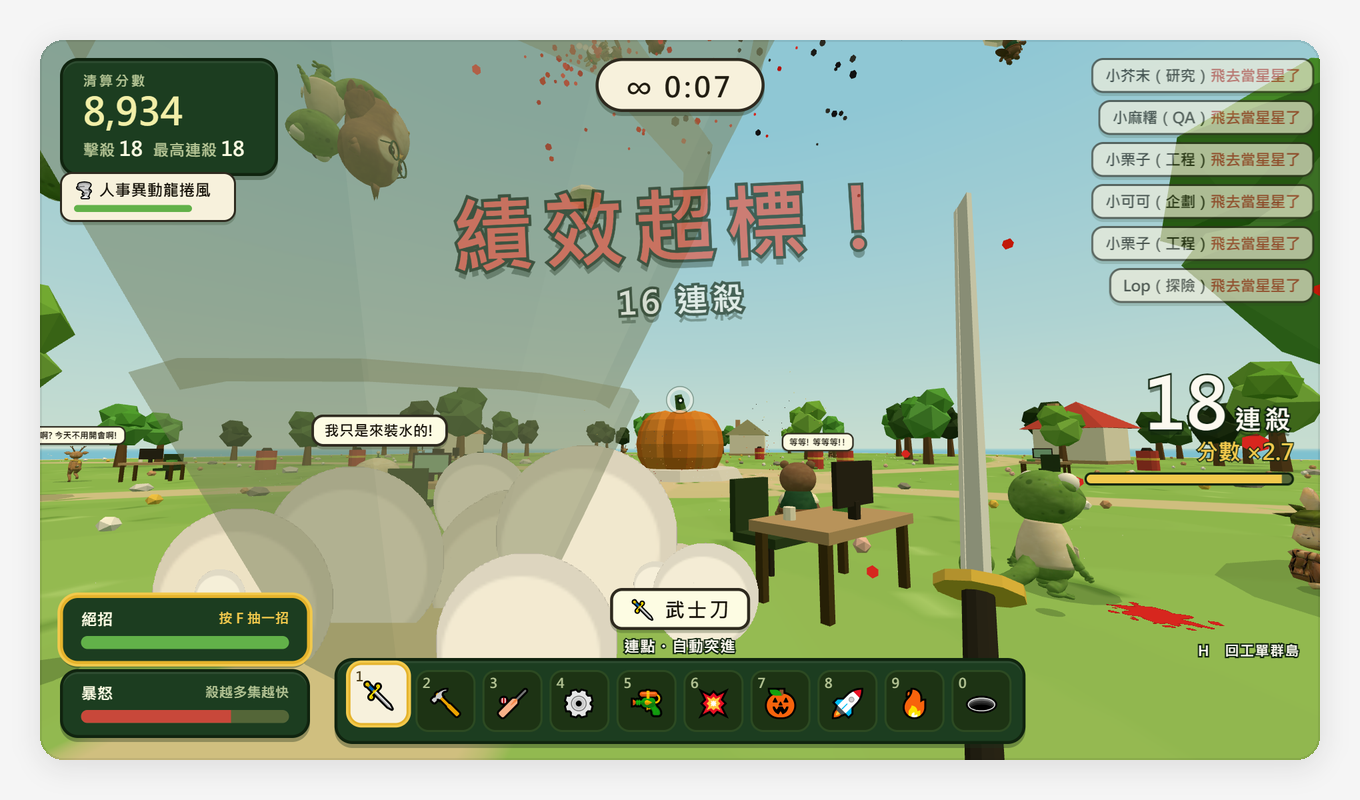 清算分數
8,934
擊殺 18 最高連殺 18
人事異動龍捲風
∞ 0:07
小芥末（研究）飛去當星星了
小麻糬（QA）飛去當星星了
小栗子（工程）飛去當星星了
小可可（企劃）飛去當星星了
小栗子（工程）飛去當星星了
Lop（探險）飛去當星星了
績效超標！
16 連殺
18 連殺
分數 ×2.7
啊? 今天不用開會啊!
我只是來裝水的!
等等! 等等等!!
絕招 按 F 抽一招
暴怒 殺越多集越快
武士刀
連點・自動突進
H 回工單群島
1 2 3 4 5 6 7 8 9 0